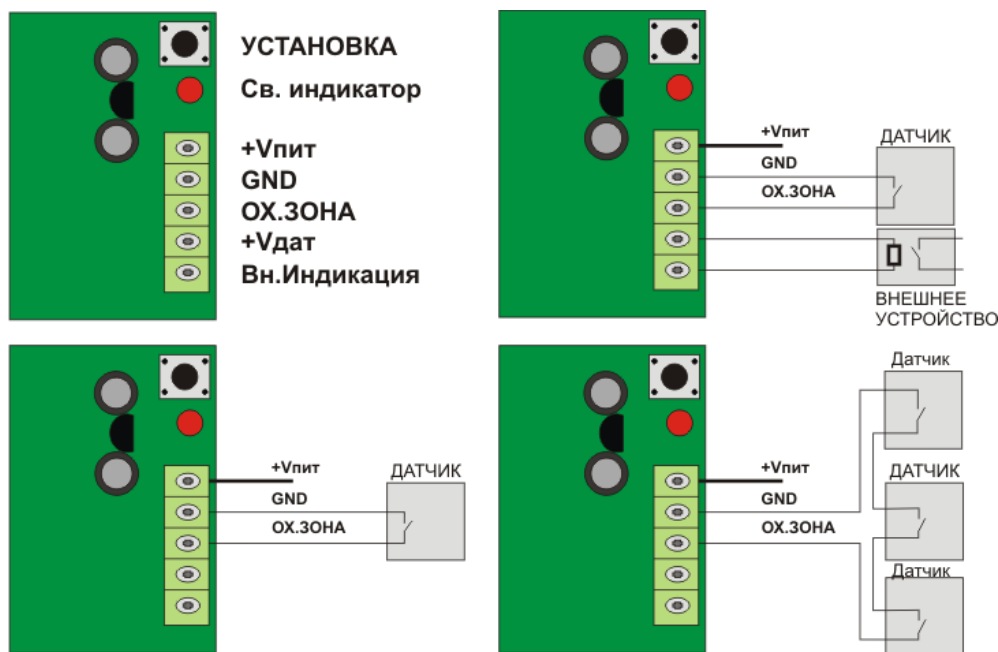 УСТАНОВКА
Св. индикатор
+Vпит
GND
ОХ.ЗОНА
+Vдат
Вн.Индикация
+Vпит
GND
ОХ.ЗОНА
ДАТЧИК
ВНЕШНЕЕ
УСТРОЙСТВО
+Vпит
GND
ОХ.ЗОНА
ДАТЧИК
+Vпит
GND
ОХ.ЗОНА
Датчик
ДАТЧИК
Датчик